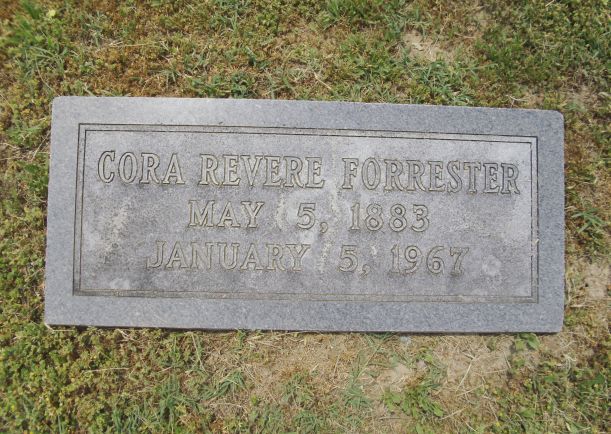 CORA REVERE FORRESTER
MAY 5, 1883
JANUARY 5, 1967